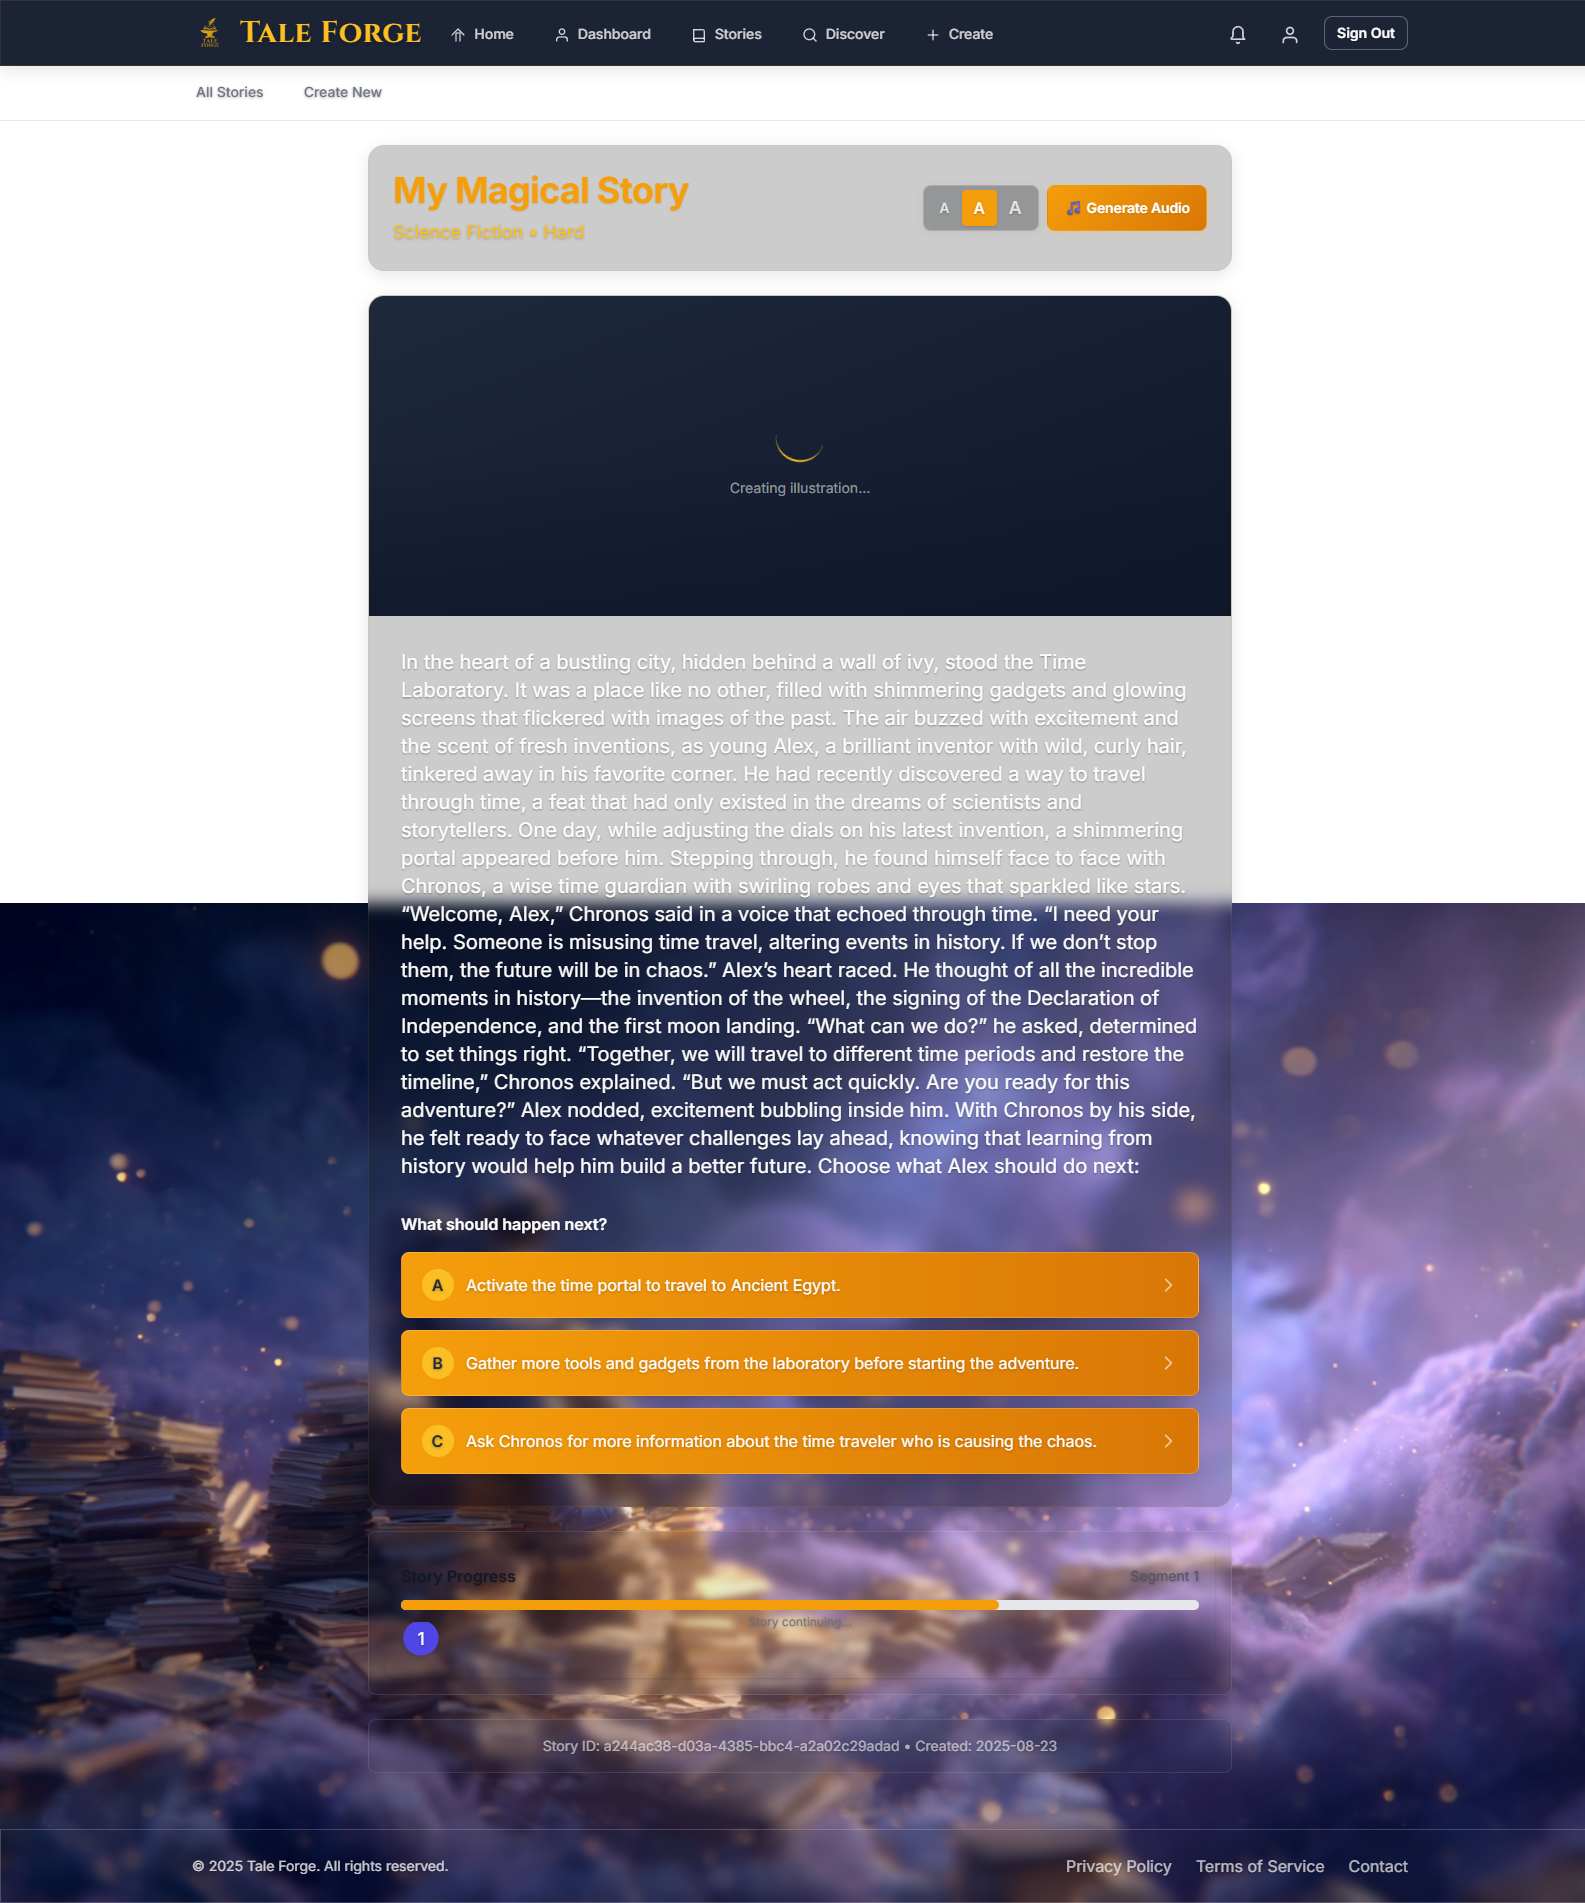 TALE FORGE
Tale Forge
Home
Dashboard
Stories
Discover
Create
Sign Out
All Stories
Create New
My Magical Story
Science Fiction • Hard
A A A
🎵 Generate Audio
Creating illustration...
In the heart of a bustling city, hidden behind a wall of ivy, stood the Time
Laboratory. It was a place like no other, filled with shimmering gadgets and glowing
screens that flickered with images of the past. The air buzzed with excitement and
the scent of fresh inventions, as young Alex, a brilliant inventor with wild, curly hair,
tinkered away in his favorite corner. He had recently discovered a way to travel
through time, a feat that had only existed in the dreams of scientists and
storytellers. One day, while adjusting the dials on his latest invention, a shimmering
portal appeared before him. Stepping through, he found himself face to face with
Chronos, a wise time guardian with swirling robes and eyes that sparkled like stars.
“Welcome, Alex,” Chronos said in a voice that echoed through time. “I need your
help. Someone is misusing time travel, altering events in history. If we don’t stop
them, the future will be in chaos.” Alex’s heart raced. He thought of all the incredible
moments in history—the invention of the wheel, the signing of the Declaration of
Independence, and the first moon landing. “What can we do?” he asked, determined
to set things right. “Together, we will travel to different time periods and restore the
timeline,” Chronos explained. “But we must act quickly. Are you ready for this
adventure?” Alex nodded, excitement bubbling inside him. With Chronos by his side,
he felt ready to face whatever challenges lay ahead, knowing that learning from
history would help him build a better future. Choose what Alex should do next:
What should happen next?
A Activate the time portal to travel to Ancient Egypt.
B Gather more tools and gadgets from the laboratory before starting the adventure.
C Ask Chronos for more information about the time traveler who is causing the chaos.
Story Progress
Segment 1
Story continuing...
1
Story ID: a244ac38-d03a-4385-bbc4-a2a02c29adad • Created: 2025-08-23
© 2025 Tale Forge. All rights reserved.
Privacy Policy
Terms of Service
Contact